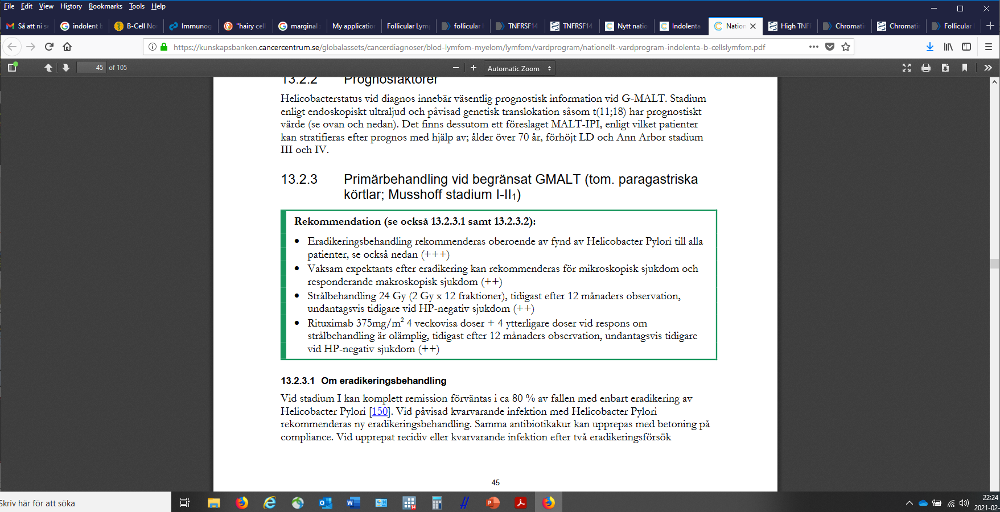 File Edit View History Bookmarks Tools Help
Så att ni se
indolent b
B-Cell No
Immunog
"hairy cell
marginal z
My application
Follicular Lym
follicular l
TNFRSF14
TNFRSF14
Nytt natio
Indolenta
Nation
High TNF
Chromati
Chromatin
Follicular
https://kunskapsbanken.cancercentrum.se/globalassets/cancerdiagnoser/blod-lymfom-myelom/lymfom/vardprogram/nationellt-vardprogram-indolenta-b-cellslymfom.pdf
45 of 105
Automatic Zoom
13.2.2 Prognosfaktorer
Helicobacterstatus vid diagnos innebär väsentlig prognostisk information vid G-MALT. Stadium
enligt endoskopiskt ultraljud och påvisad genetisk translokation såsom t(11;18) har prognostiskt
värde (se ovan och nedan). Det finns dessutom ett föreslaget MALT-IPI, enligt vilket patienter
kan stratifieras efter prognos med hjälp av; ålder över 70 år, förhöjt LD och Ann Arbor stadium
III och IV.
13.2.3 Primärbehandling vid begränsat GMALT (tom. paragastriska
körtlar; Musshoff stadium I-II₁)
Rekommendation (se också 13.2.3.1 samt 13.2.3.2):
• Eradikeringsbehandling rekommenderas oberoende av fynd av Helicobacter Pylori till alla
patienter, se också nedan (+++)
• Vaksam expektants efter eradikering kan rekommenderas för mikroskopisk sjukdom och
responderande makroskopisk sjukdom (++)
• Strålbehandling 24 Gy (2 Gy x 12 fraktioner), tidigast efter 12 månaders observation,
undantagsvis tidigare vid HP-negativ sjukdom (++)
• Rituximab 375mg/m² 4 veckovisa doser + 4 ytterligare doser vid respons om
strålbehandling är olämplig, tidigast efter 12 månaders observation, undantagsvis tidigare
vid HP-negativ sjukdom (++)
13.2.3.1 Om eradikeringsbehandling
Vid stadium I kan komplett remission förväntas i ca 80 % av fallen med enbart eradikering av
Helicobacter Pylori [150]. Vid påvisad kvarvarande infektion med Helicobacter Pylori
rekommenderas ny eradikeringsbehandling. Samma antibiotikakur kan upprepas med betoning på
compliance. Vid upprepat recidiv eller kvarvarande infektion efter två eradikeringsförsök
45
Skriv här för att söka
22:24
2021-02-